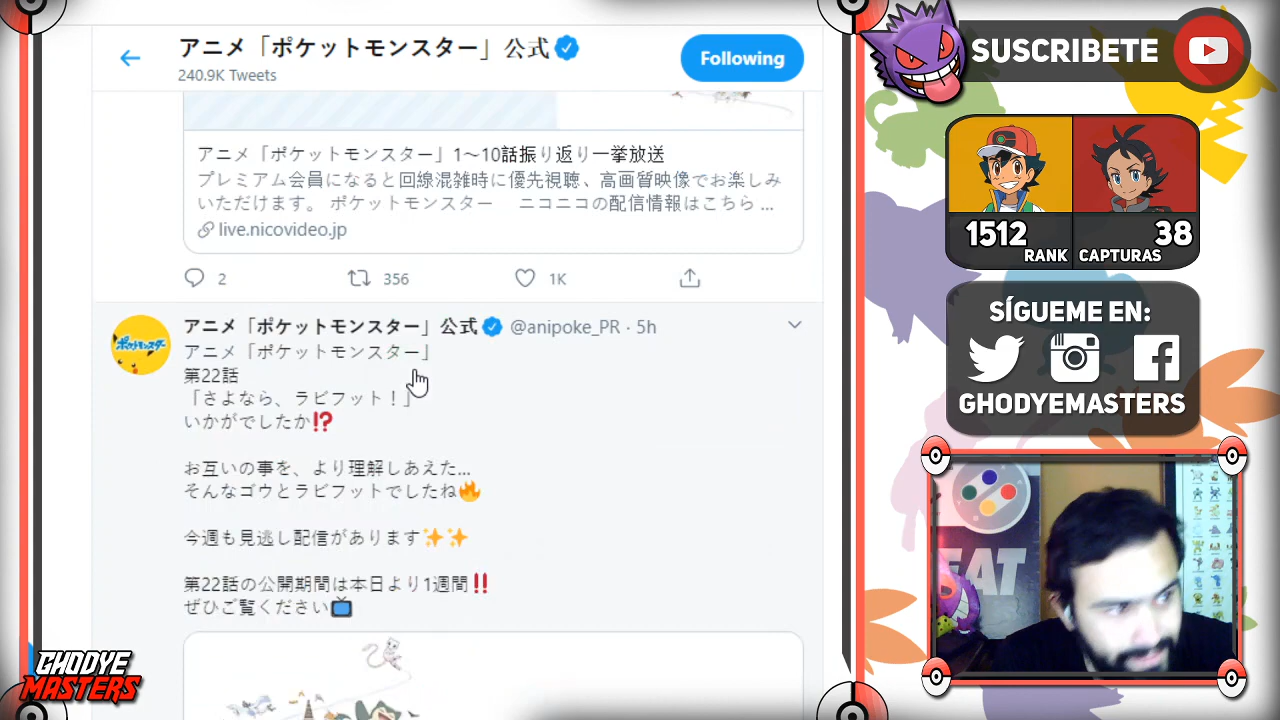 アニメ「ポケットモンスター」公式
240.9K Tweets
Following
アニメ「ポケットモンスター」1～10話振り返り一挙放送
プレミアム会員になると回線混雑時に優先視聴、高画質映像でお楽しみ
いただけます。 ポケットモンスター ニコニコの配信情報はこちら ...
live.nicovideo.jp
2 356 1K
アニメ「ポケットモンスター」公式 @anipoke_PR · 5h
アニメ「ポケットモンスター」
第22話
「さよなら、ラビフット！」
いかがでしたか⁉️
お互いの事を、より理解しあえた...
そんなゴウとラビフットでしたね🔥
今週も見逃し配信があります✨✨
第22話の公開期間は本日より1週間‼️
ぜひご覧ください📺
ポケットモンスター
SUSCRIBETE
1512 38
RANK CAPTURAS
SÍGUEME EN:
GHODYEMASTERS
EAT
GHODYE
MASTERS